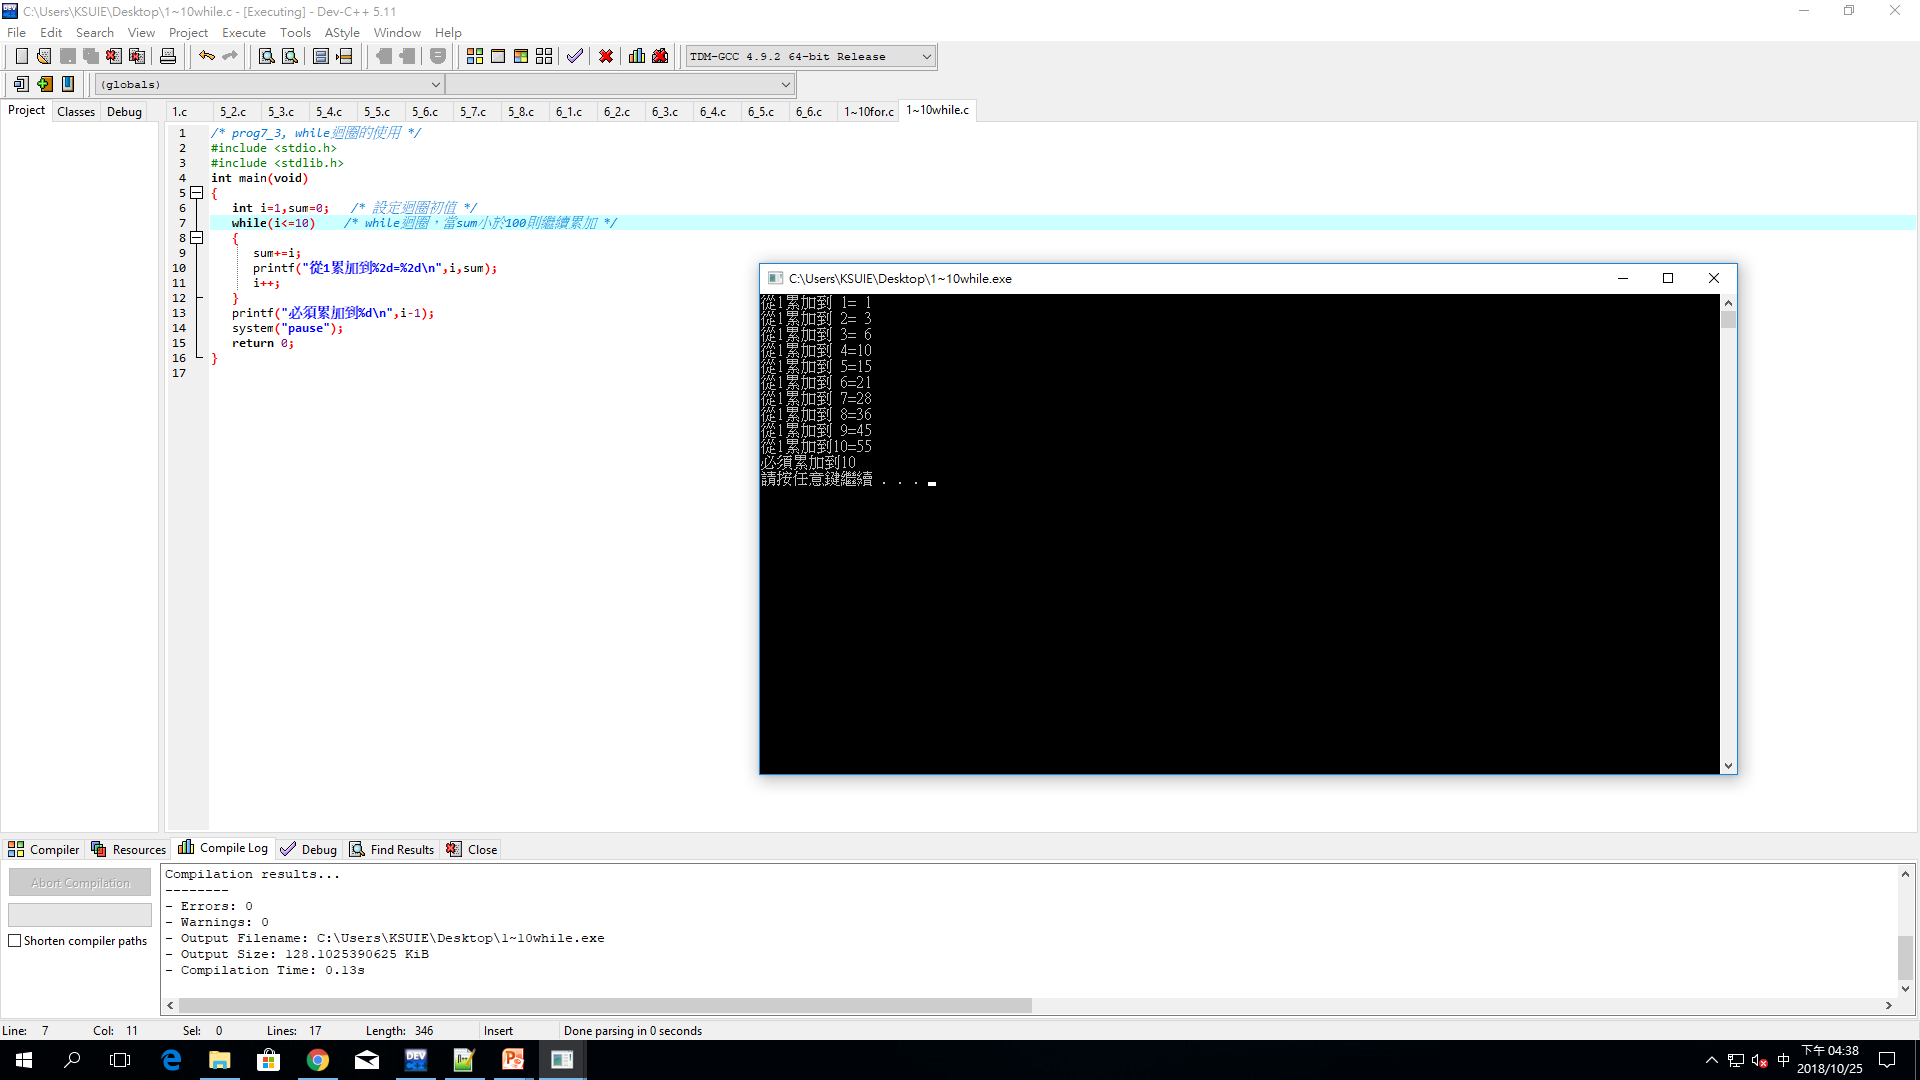 C:\Users\KSUIE\Desktop\1~10while.c - [Executing] - Dev-C++ 5.11
File Edit Search View Project Execute Tools AStyle Window Help
TDM-GCC 4.9.2 64-bit Release
(globals)
Project Classes Debug
1.c 5_2.c 5_3.c 5_4.c 5_5.c 5_6.c 5_7.c 5_8.c 6_1.c 6_2.c 6_3.c 6_4.c 6_5.c 6_6.c 1~10for.c 1~10while.c
1 /* prog7_3, while迴圈的使用 */
2 #include <stdio.h>
3 #include <stdlib.h>
4 int main(void)
5 {
6 int i=1,sum=0; /* 設定迴圈初值 */
7 while(i<=10) /* while迴圈，當sum小於100則繼續累加 */
8 {
9 sum+=i;
10 printf("從1累加到%2d=%2d\n",i,sum);
11 i++;
12 }
13 printf("必須累加到%d\n",i-1);
14 system("pause");
15 return 0;
16 }
17
C:\Users\KSUIE\Desktop\1~10while.exe
從1累加到 1= 1
從1累加到 2= 3
從1累加到 3= 6
從1累加到 4=10
從1累加到 5=15
從1累加到 6=21
從1累加到 7=28
從1累加到 8=36
從1累加到 9=45
從1累加到10=55
必須累加到10
請按任意鍵繼續 . . .
Compiler Resources Compile Log Debug Find Results Close
Abort Compilation
Shorten compiler paths
Compilation results...
--------
- Errors: 0
- Warnings: 0
- Output Filename: C:\Users\KSUIE\Desktop\1~10while.exe
- Output Size: 128.1025390625 KiB
- Compilation Time: 0.13s
Line: 7 Col: 11 Sel: 0 Lines: 17 Length: 346 Insert Done parsing in 0 seconds
中
下午 04:38
2018/10/25